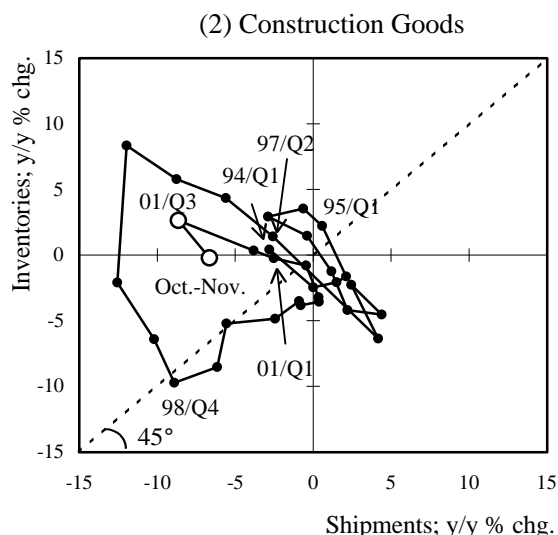 (2) Construction Goods
Inventories; y/y % chg.
15
10
5
0
-5
-10
-15
97/Q2
94/Q1
01/Q3
95/Q1
Oct.-Nov.
01/Q1
98/Q4
45°
-15
-10
-5
0
5
10
15
Shipments; y/y % chg.